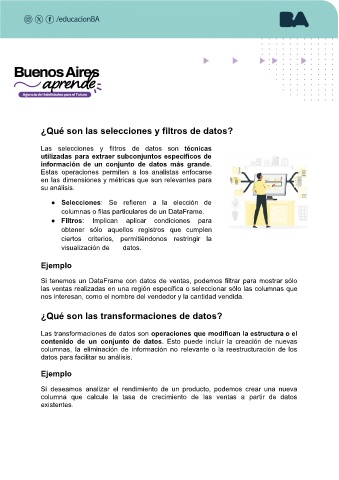 /educacionBA
BA
Buenos Aires
aprende
Agencia de Habilidades para el Futuro
¿Qué son las selecciones y filtros de datos?
Las selecciones y filtros de datos son técnicas
utilizadas para extraer subconjuntos específicos de
información de un conjunto de datos más grande.
Estas operaciones permiten a los analistas enfocarse
en las dimensiones y métricas que son relevantes para
su análisis.
● Selecciones: Se refieren a la elección de
columnas o filas particulares de un DataFrame.
● Filtros: Implican aplicar condiciones para
obtener sólo aquellos registros que cumplen
ciertos criterios, permitiéndonos restringir la
visualización de datos.
Ejemplo
Si tenemos un DataFrame con datos de ventas, podemos filtrar para mostrar sólo
las ventas realizadas en una región específica o seleccionar sólo las columnas que
nos interesan, como el nombre del vendedor y la cantidad vendida.
¿Qué son las transformaciones de datos?
Las transformaciones de datos son operaciones que modifican la estructura o el
contenido de un conjunto de datos. Esto puede incluir la creación de nuevas
columnas, la eliminación de información no relevante o la reestructuración de los
datos para facilitar su análisis.
Ejemplo
Si deseamos analizar el rendimiento de un producto, podemos crear una nueva
columna que calcule la tasa de crecimiento de las ventas a partir de datos
existentes.